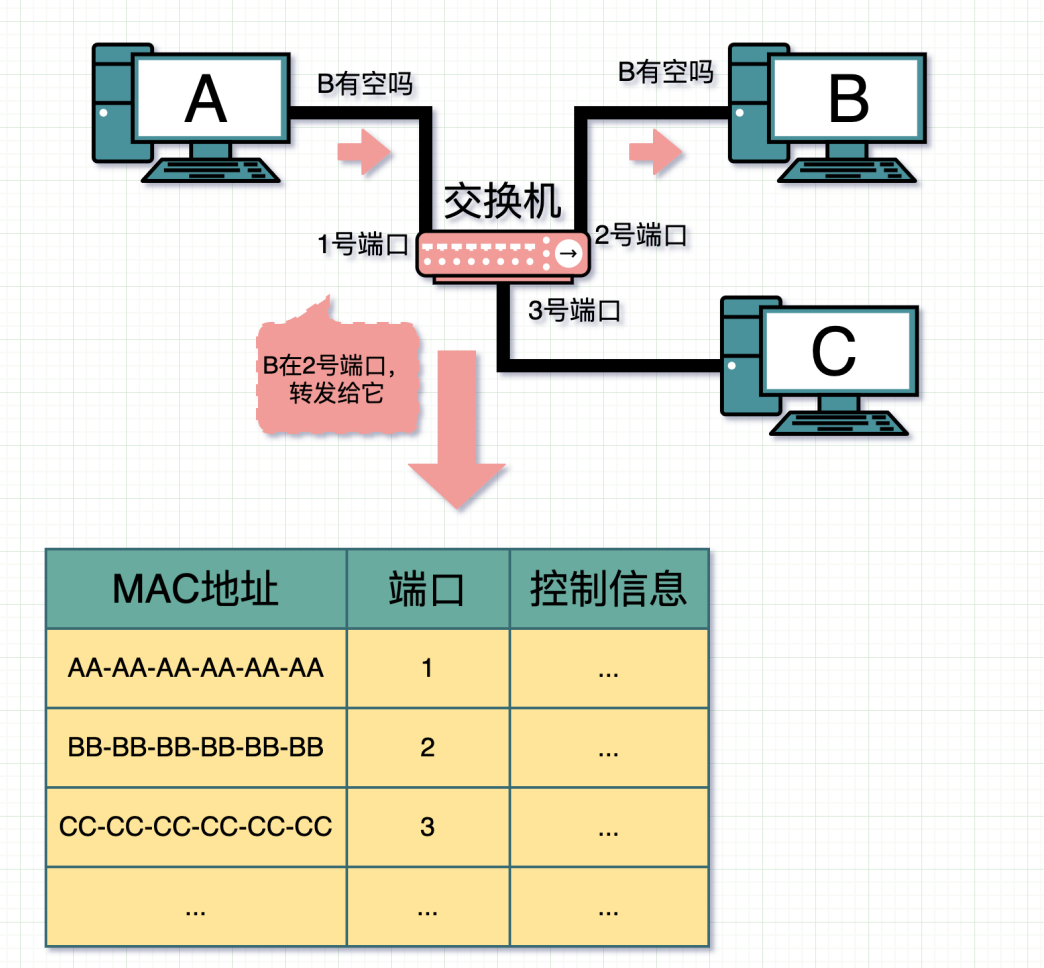 A
B有空吗
B有空吗
B
交换机
1号端口
2号端口
3号端口
B在2号端口，
转发给它
C
MAC地址 端口 控制信息
AA-AA-AA-AA-AA-AA 1 ...
BB-BB-BB-BB-BB-BB 2 ...
CC-CC-CC-CC-CC-CC 3 ...
... ... ...